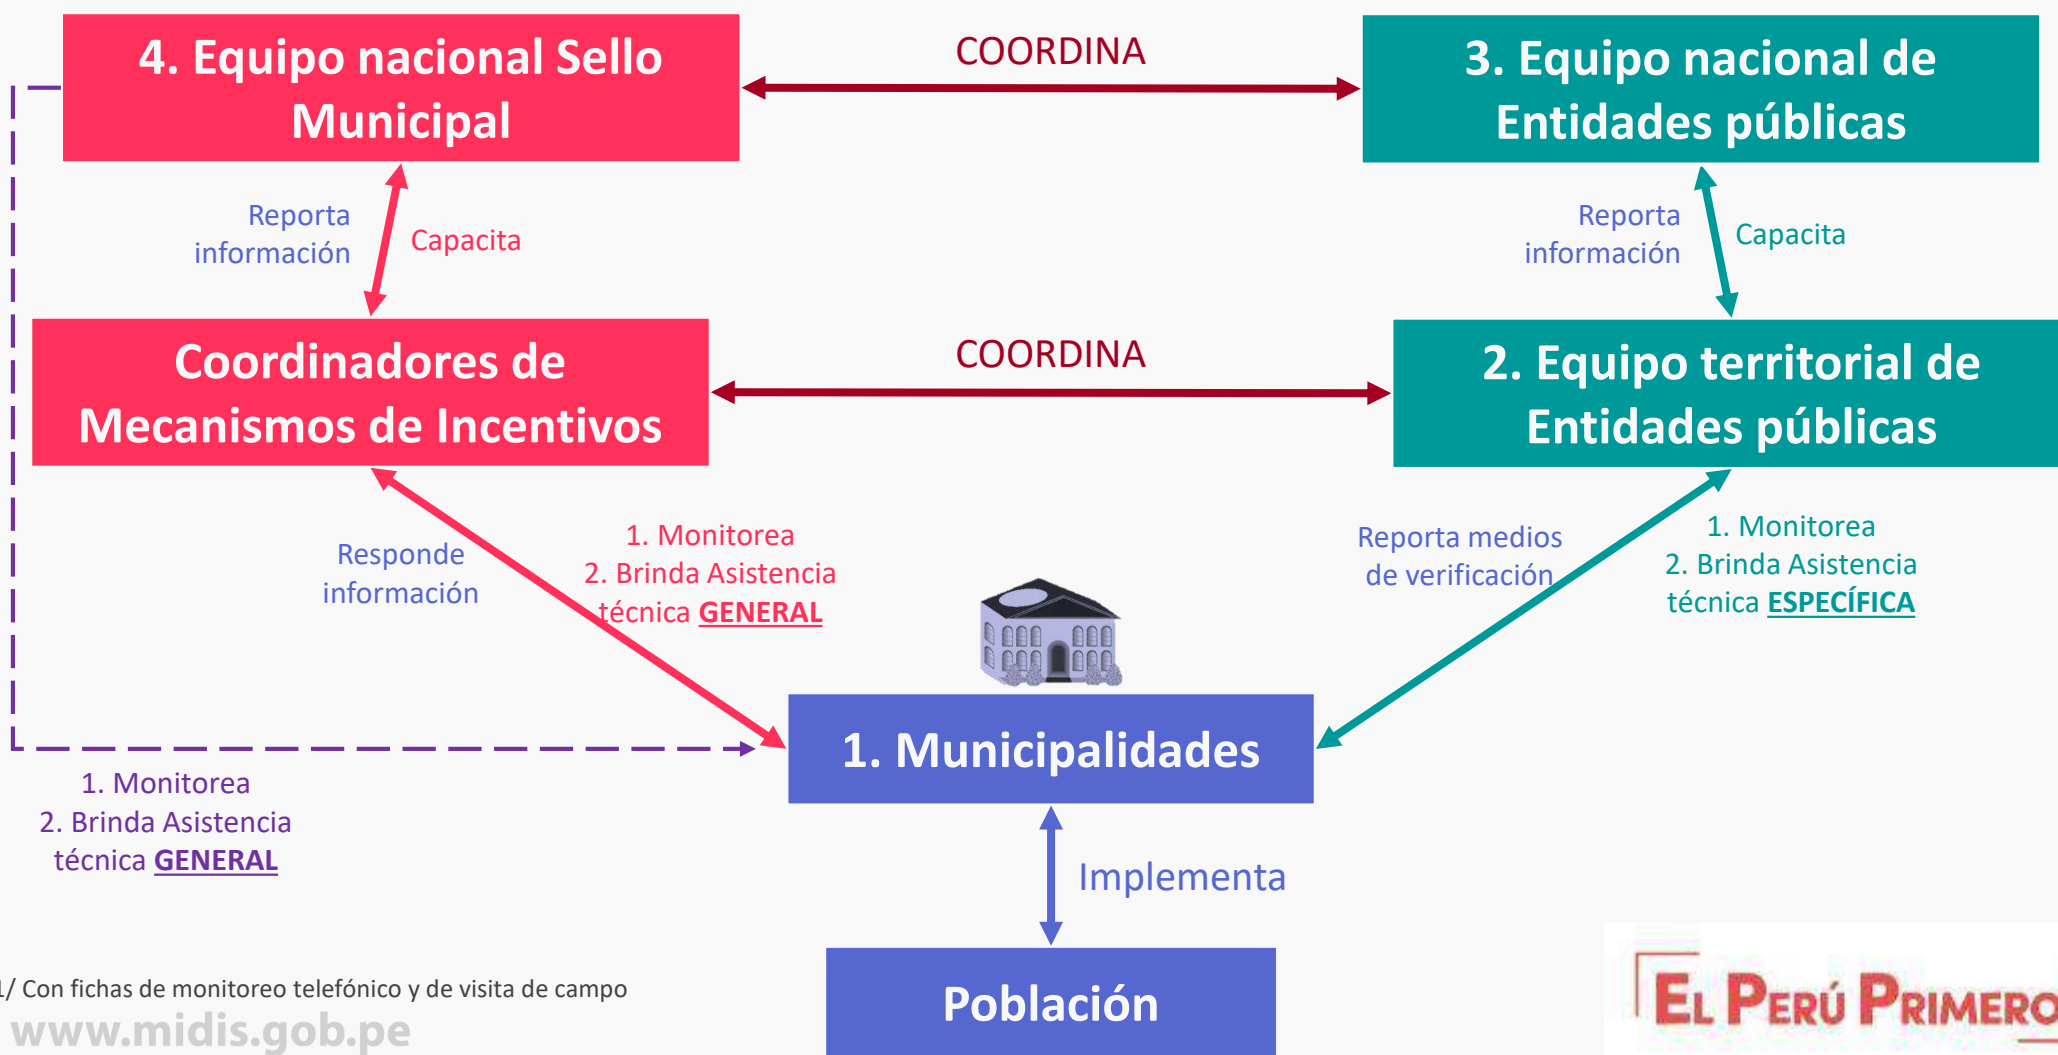 4. Equipo nacional Sello
Municipal
COORDINA
3. Equipo nacional de
Entidades públicas
Reporta
información
Capacita
Reporta
información
Capacita
Coordinadores de
Mecanismos de Incentivos
COORDINA
2. Equipo territorial de
Entidades públicas
Responde
información
1. Monitorea
2. Brinda Asistencia
técnica GENERAL
Reporta medios
de verificación
1. Monitorea
2. Brinda Asistencia
técnica ESPECÍFICA
1. Municipalidades
1. Monitorea
2. Brinda Asistencia
técnica GENERAL
Implementa
Población
1/ Con fichas de monitoreo telefónico y de visita de campo
www.midis.gob.pe
EL PERÚ PRIMERO